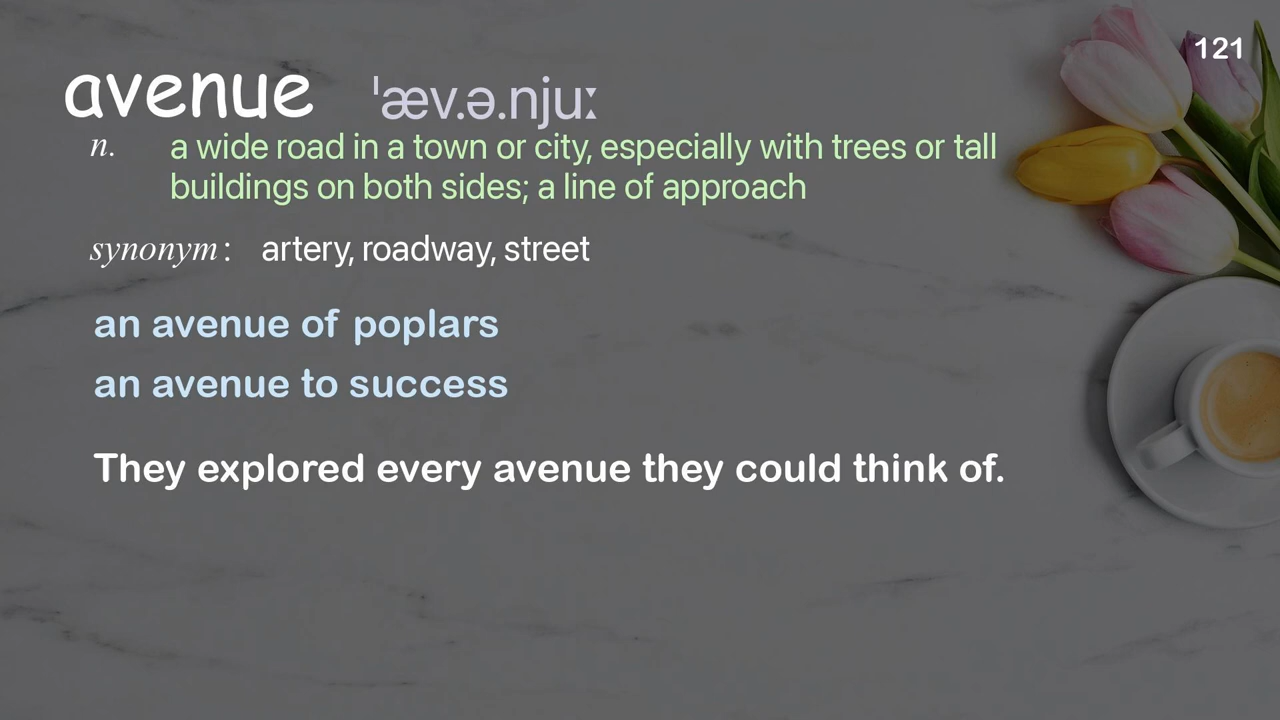 121
avenue ˈæv.ə.njuː
n. a wide road in a town or city, especially with trees or tall
buildings on both sides; a line of approach
synonym: artery, roadway, street
an avenue of poplars
an avenue to success
They explored every avenue they could think of.